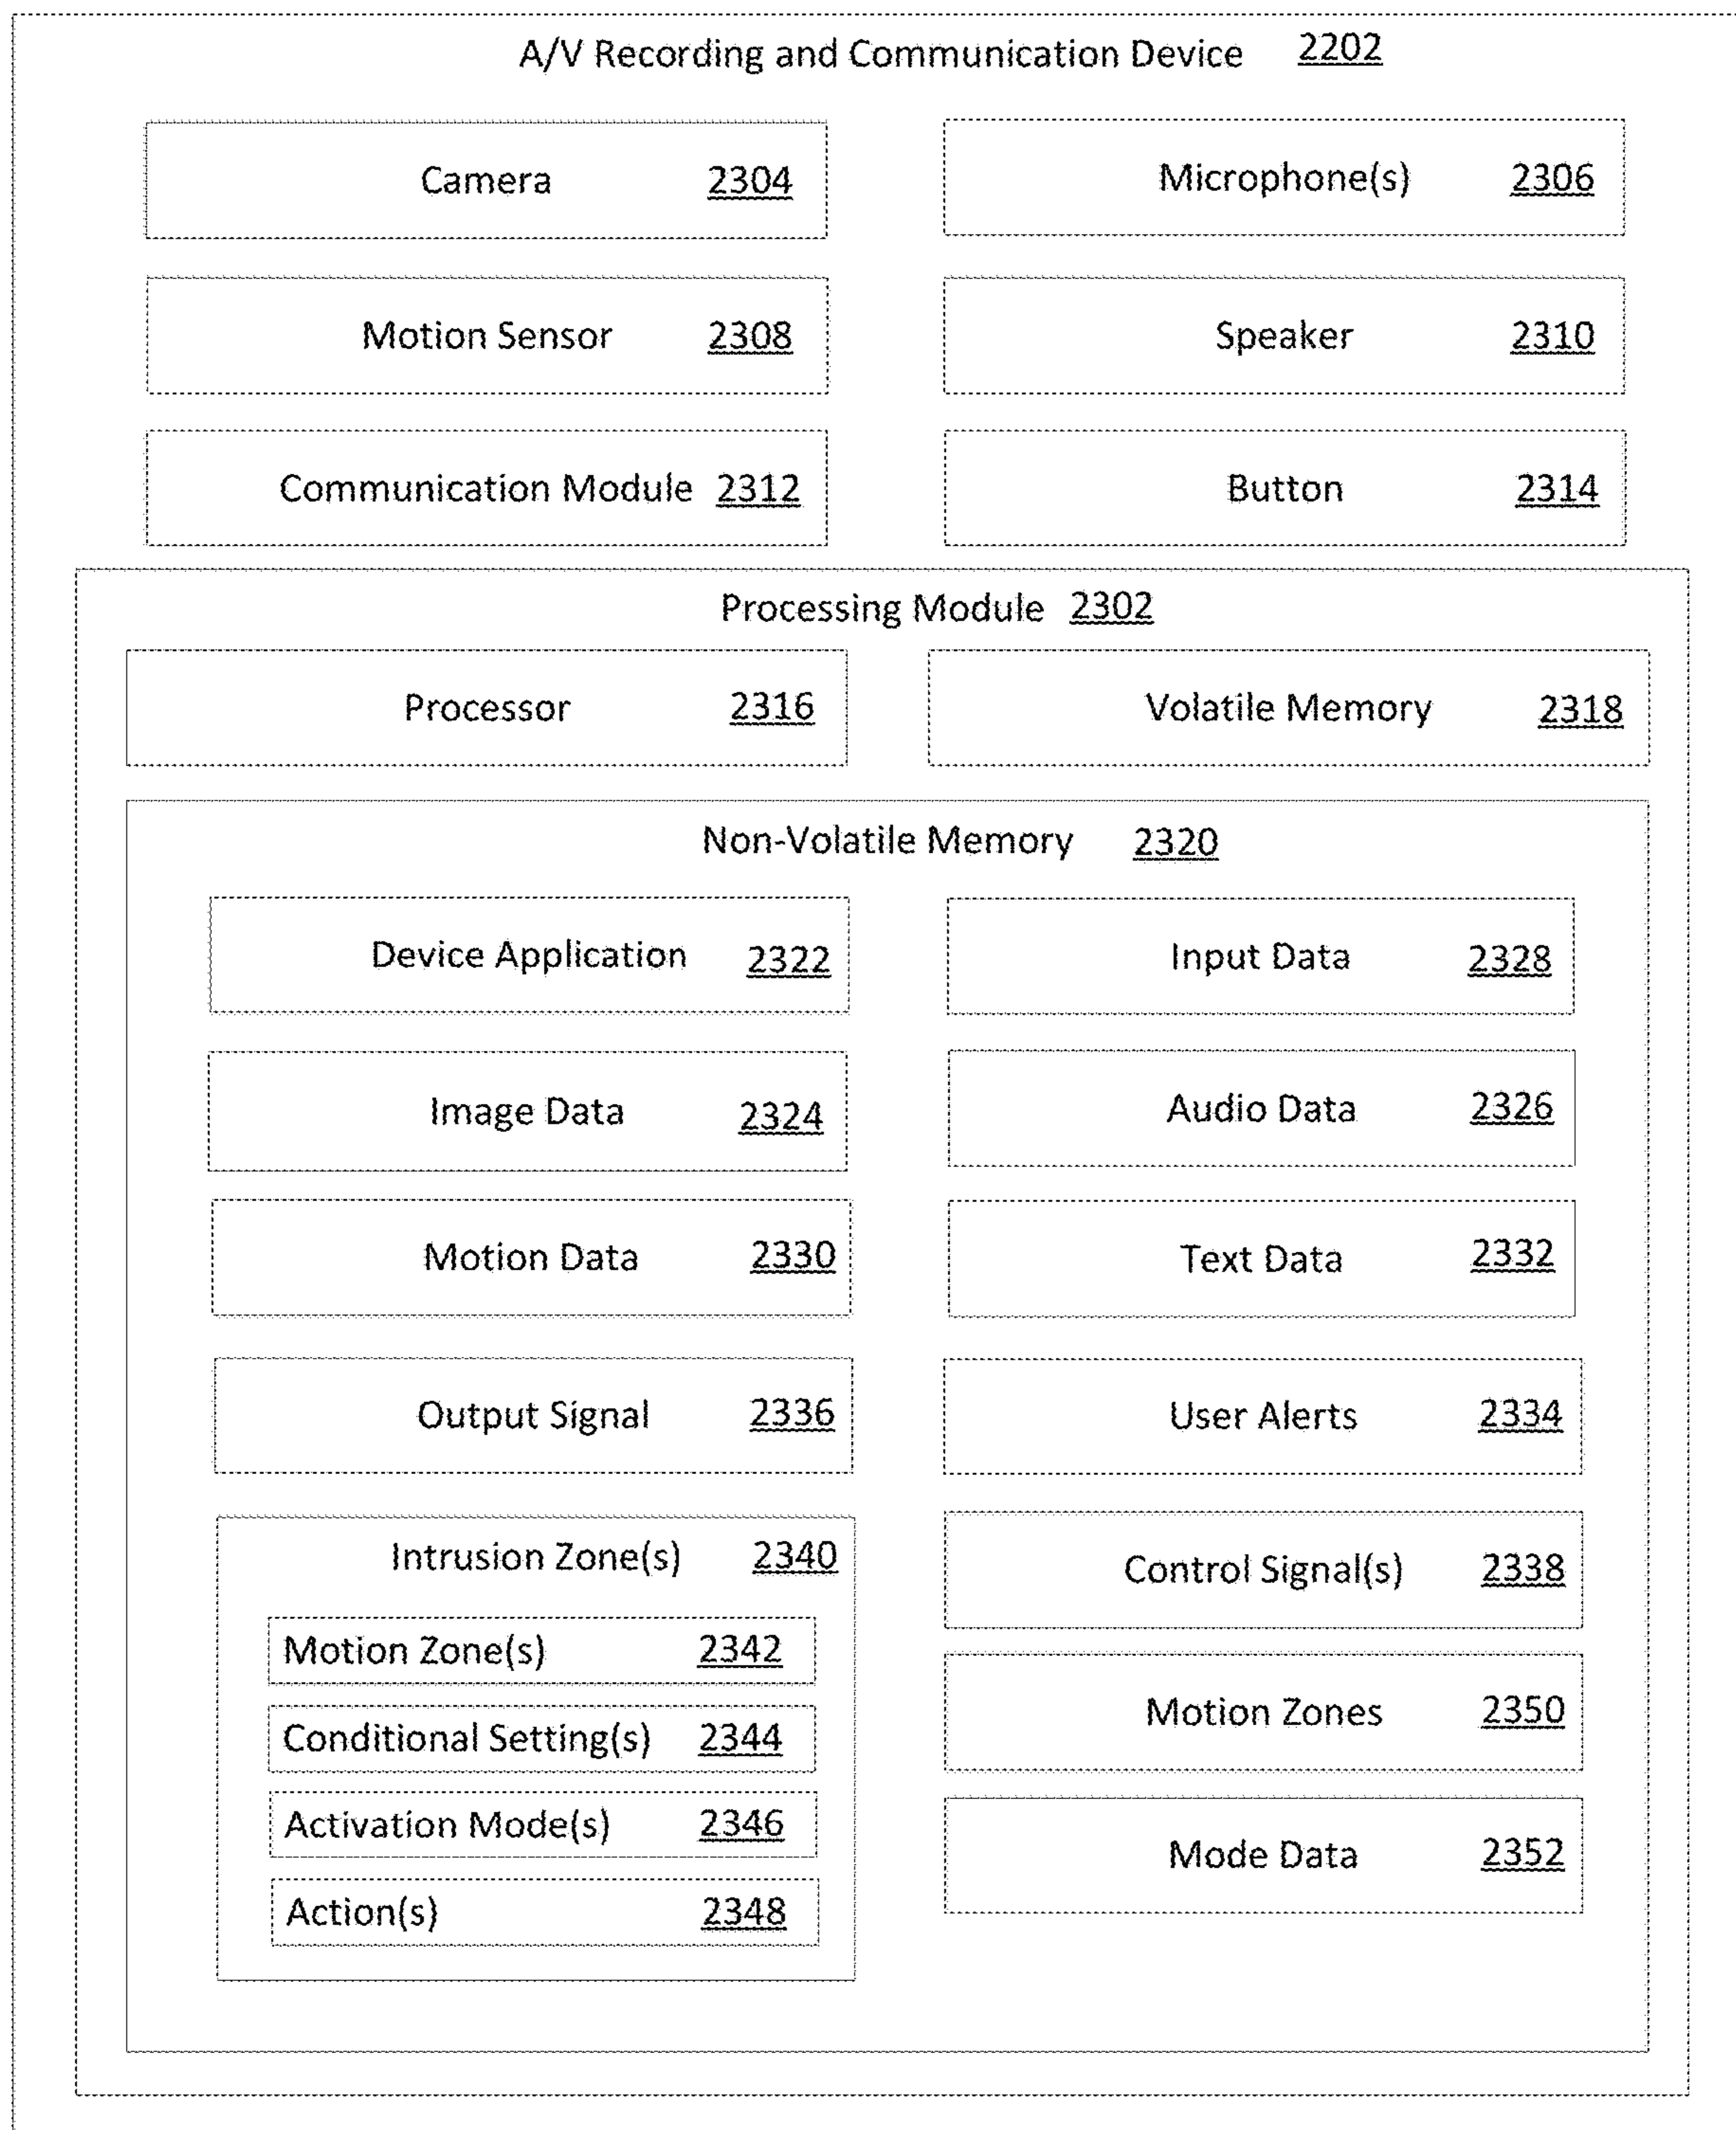 A/V Recording and Communication Device 2202
Camera 2304
Microphone(s) 2306
Motion Sensor 2308
Speaker 2310
Communication Module 2312
Button 2314
Processing Module 2302
Processor 2316
Volatile Memory 2318
Non-Volatile Memory 2320
Device Application 2322
Input Data 2328
Image Data 2324
Audio Data 2326
Motion Data 2330
Text Data 2332
Output Signal 2336
User Alerts 2334
Intrusion Zone(s) 2340
Motion Zone(s) 2342
Conditional Setting(s) 2344
Activation Mode(s) 2346
Action(s) 2348
Control Signal(s) 2338
Motion Zones 2350
Mode Data 2352